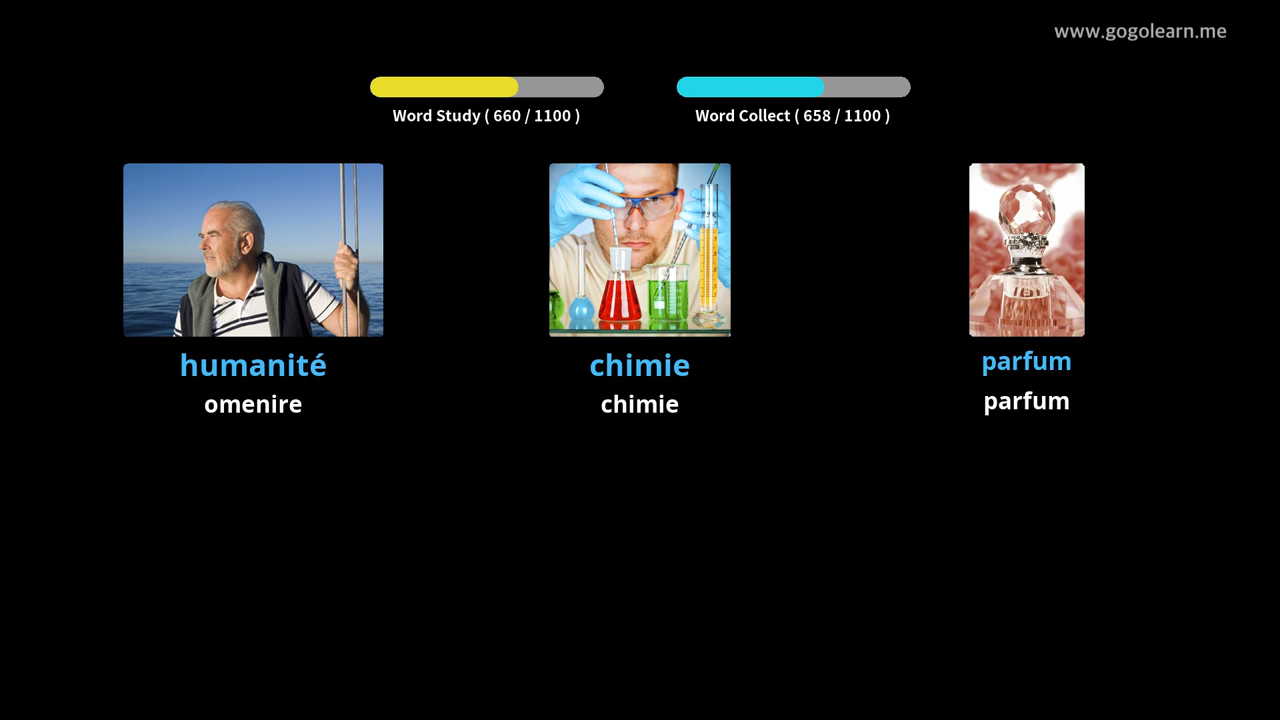 www.gogolearn.me
Word Study ( 660 / 1100 )
Word Collect ( 658 / 1100 )
humanité
chimie
parfum
omenire
chimie
parfum